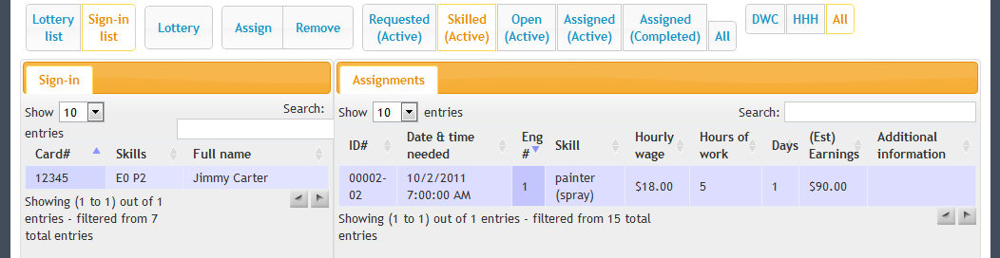 Lottery list
Sign-in list
Lottery
Assign
Remove
Requested (Active)
Skilled (Active)
Open (Active)
Assigned (Active)
Assigned (Completed)
All
DWC
HHH
All
Sign-in
Show 10 entries
Search:
Card# Skills Full name
12345 E0 P2 Jimmy Carter
Showing (1 to 1) out of 1
entries - filtered from 7
total entries
Assignments
Show 10 entries
Search:
ID# Date & time needed Eng # Skill Hourly wage Hours of work Days (Est) Earnings Additional information
00002-02 10/2/2011 7:00:00 AM 1 painter (spray) $18.00 5 1 $90.00
Showing (1 to 1) out of 1 entries - filtered from 15 total
entries